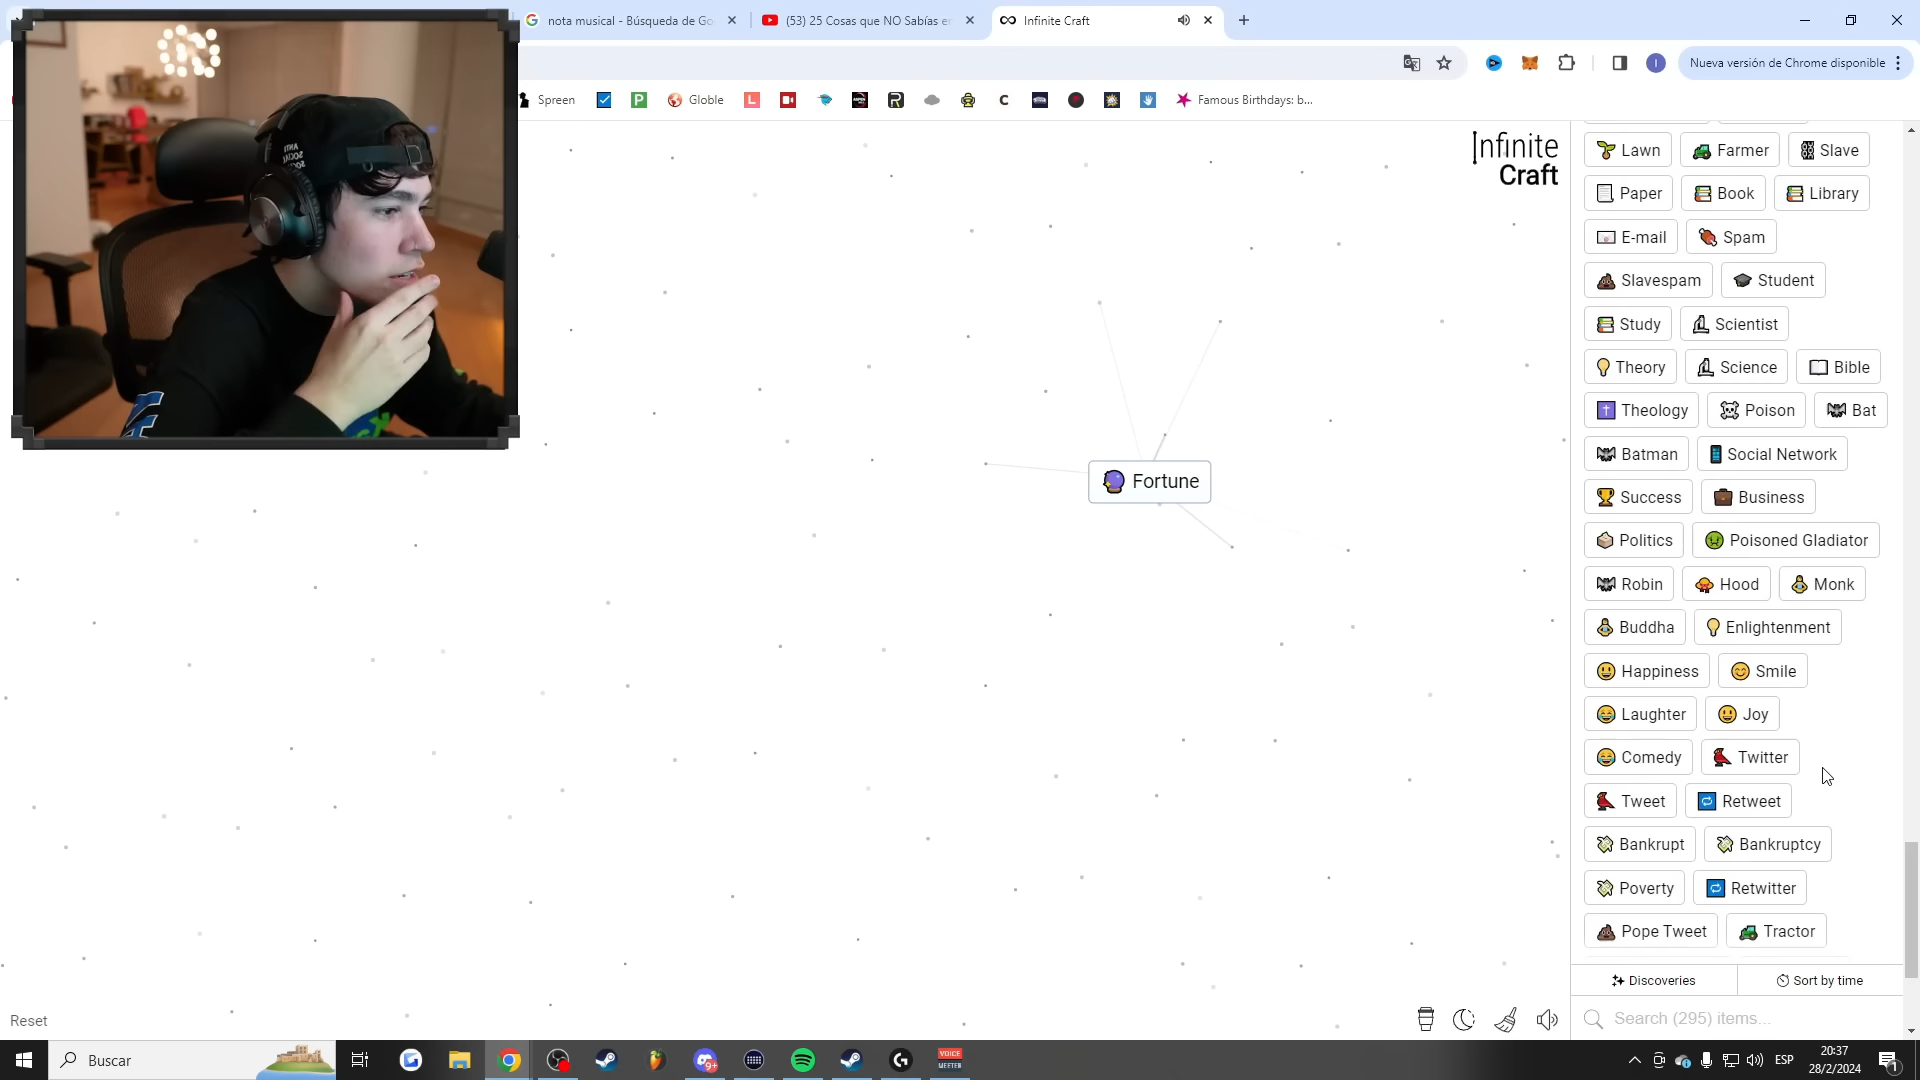 nota musical - Búsqueda de Go
(53) 25 Cosas que NO Sabías e
Infinite Craft
Nueva versión de Chrome disponible
Spreen
Globle
Famous Birthdays: b...
ANTI SOCIAL
Infinite
Craft
Lawn Farmer Slave
Paper Book Library
E-mail Spam
Slavespam Student
Study Scientist
Theory Science Bible
Theology Poison Bat
Batman Social Network
Success Business
Politics Poisoned Gladiator
Robin Hood Monk
Buddha Enlightenment
Happiness Smile
Laughter Joy
Comedy Twitter
Tweet Retweet
Bankrupt Bankruptcy
Poverty Retwitter
Pope Tweet Tractor
Fortune
Discoveries Sort by time
Search (295) items...
Reset
Buscar
VOICE
MEETER
ESP
20:37
28/2/2024